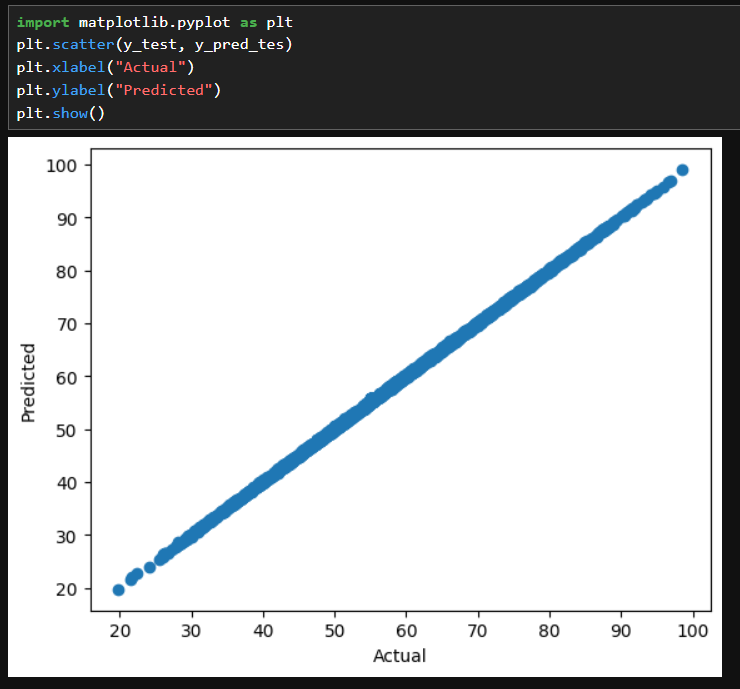 import matplotlib.pyplot as plt
plt.scatter(y_test, y_pred_tes)
plt.xlabel("Actual")
plt.ylabel("Predicted")
plt.show()
100
90
80
70
60
50
40
30
20
Predicted
20 30 40 50 60 70 80 90 100
Actual